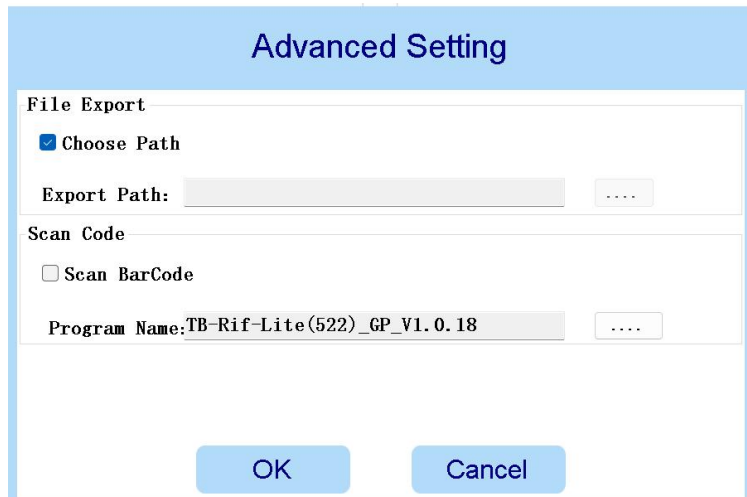 Advanced Setting
File Export
Choose Path
Export Path:
....
Scan Code
Scan BarCode
Program Name:TB-Rif-Lite(522)_GP_V1.0.18
....
OK
Cancel